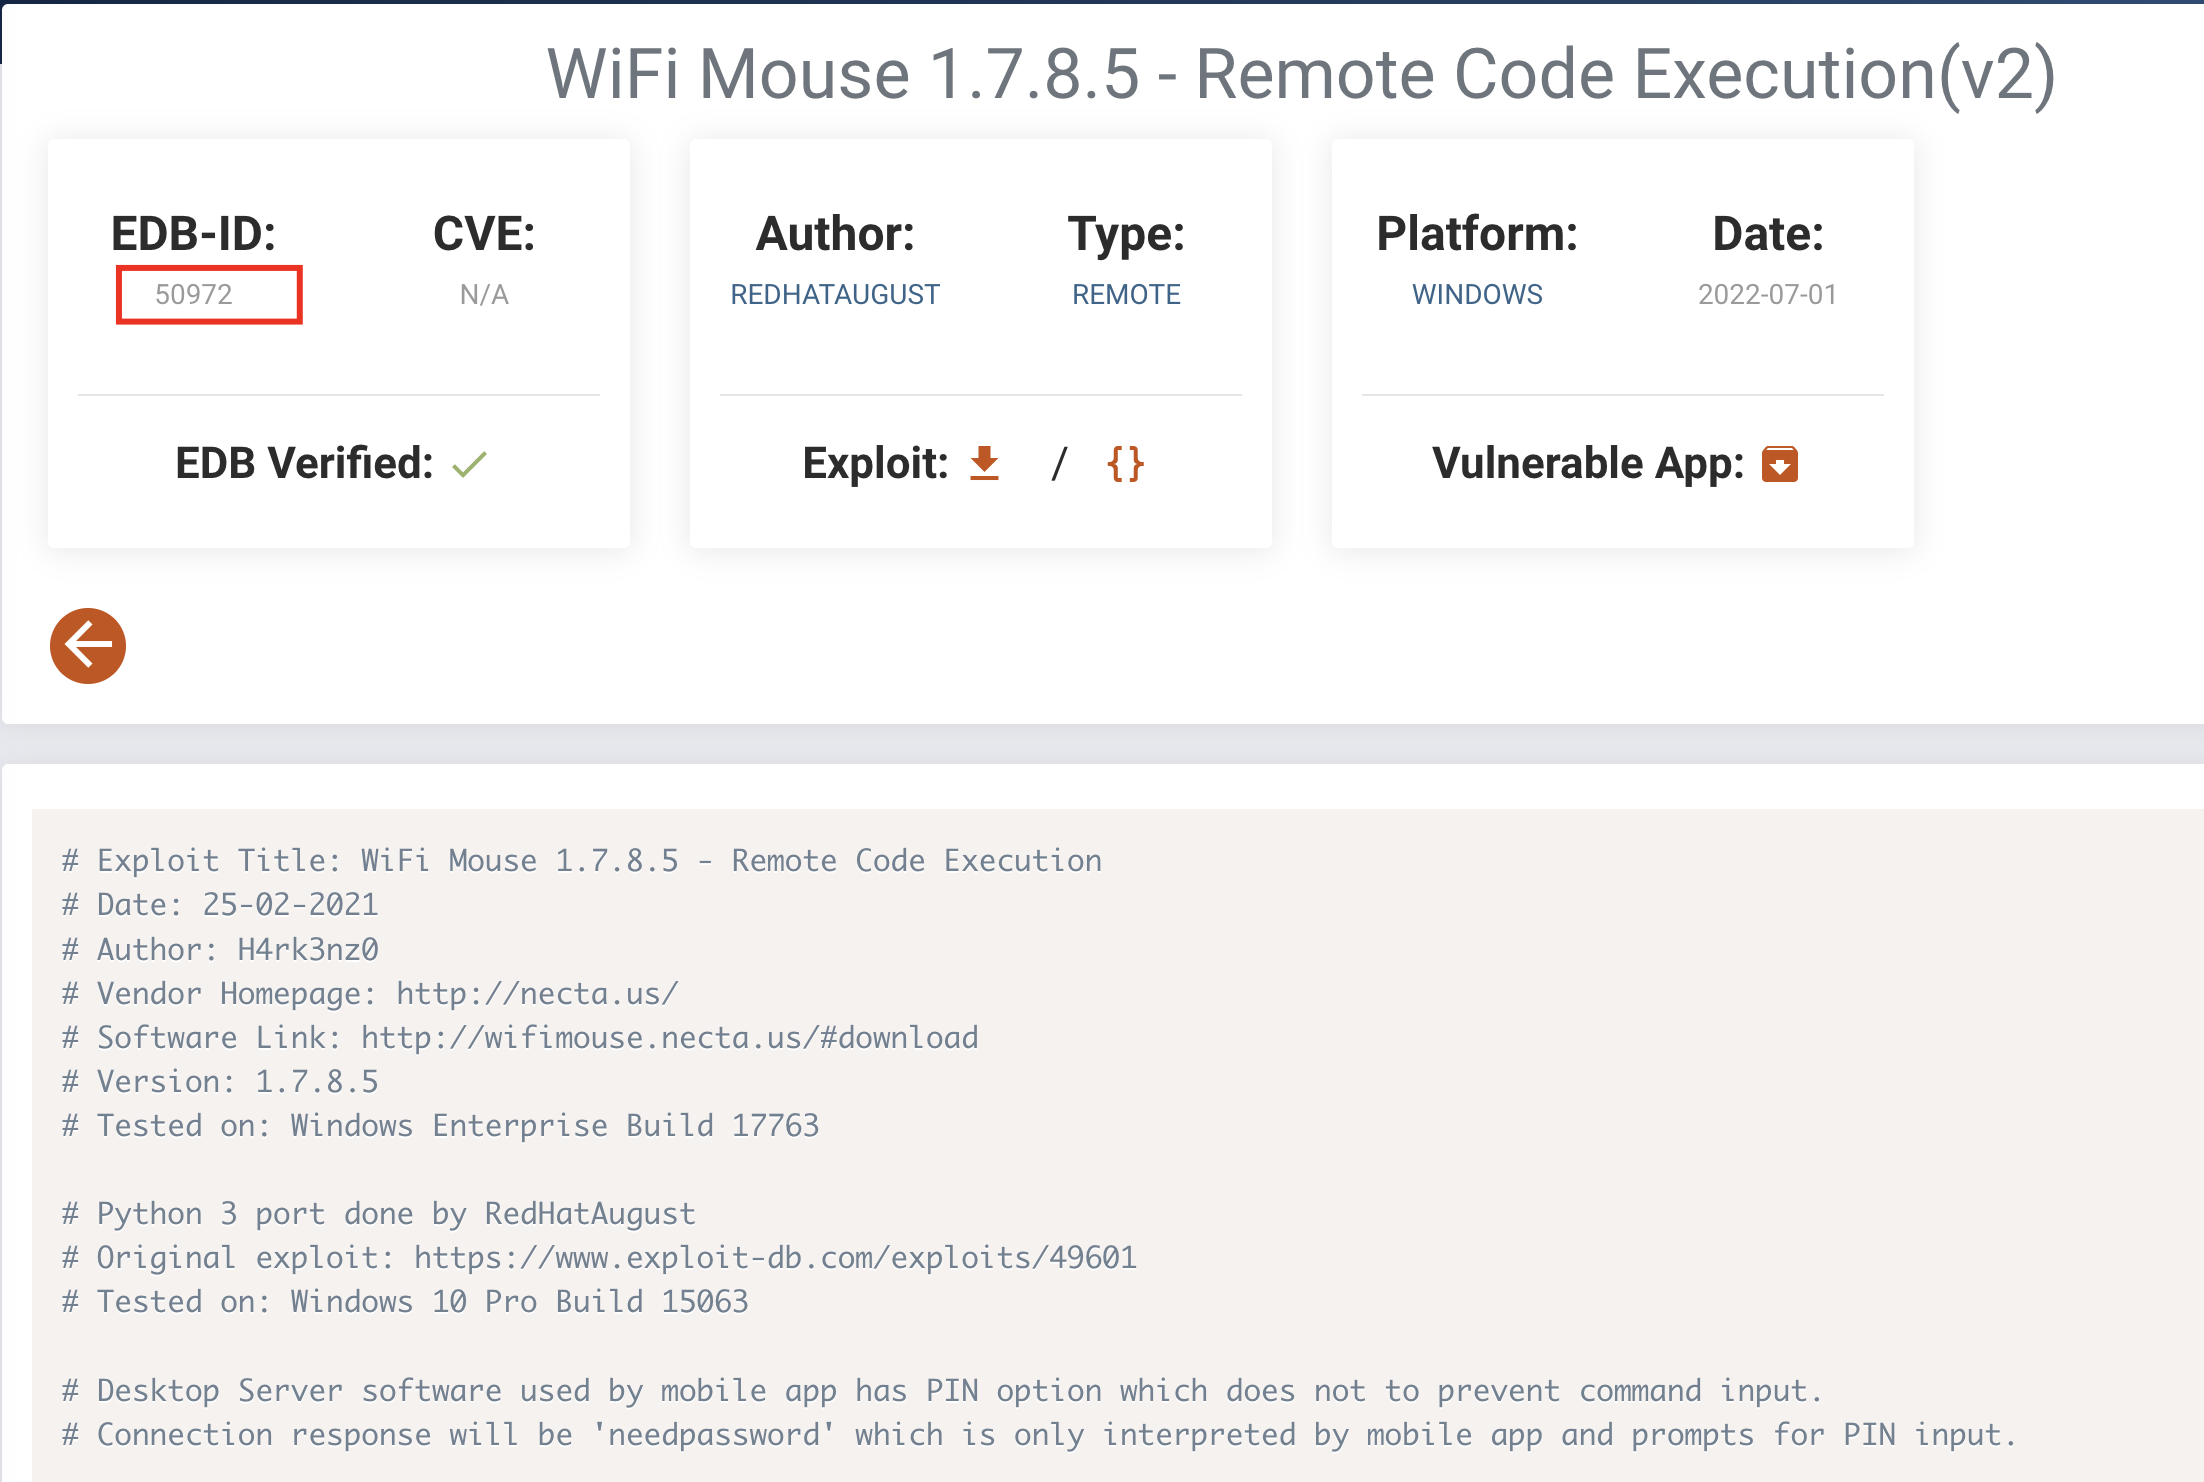 WiFi Mouse 1.7.8.5 - Remote Code Execution(v2)
EDB-ID:
50972
CVE:
N/A
EDB Verified:
Author:
REDHATAUGUST
Type:
REMOTE
Exploit: / {}
Platform:
WINDOWS
Date:
2022-07-01
Vulnerable App:
# Exploit Title: WiFi Mouse 1.7.8.5 - Remote Code Execution
# Date: 25-02-2021
# Author: H4rk3nz0
# Vendor Homepage: http://necta.us/
# Software Link: http://wifimouse.necta.us/#download
# Version: 1.7.8.5
# Tested on: Windows Enterprise Build 17763
# Python 3 port done by RedHatAugust
# Original exploit: https://www.exploit-db.com/exploits/49601
# Tested on: Windows 10 Pro Build 15063
# Desktop Server software used by mobile app has PIN option which does not to prevent command input.
# Connection response will be 'needpassword' which is only interpreted by mobile app and prompts for PIN input.